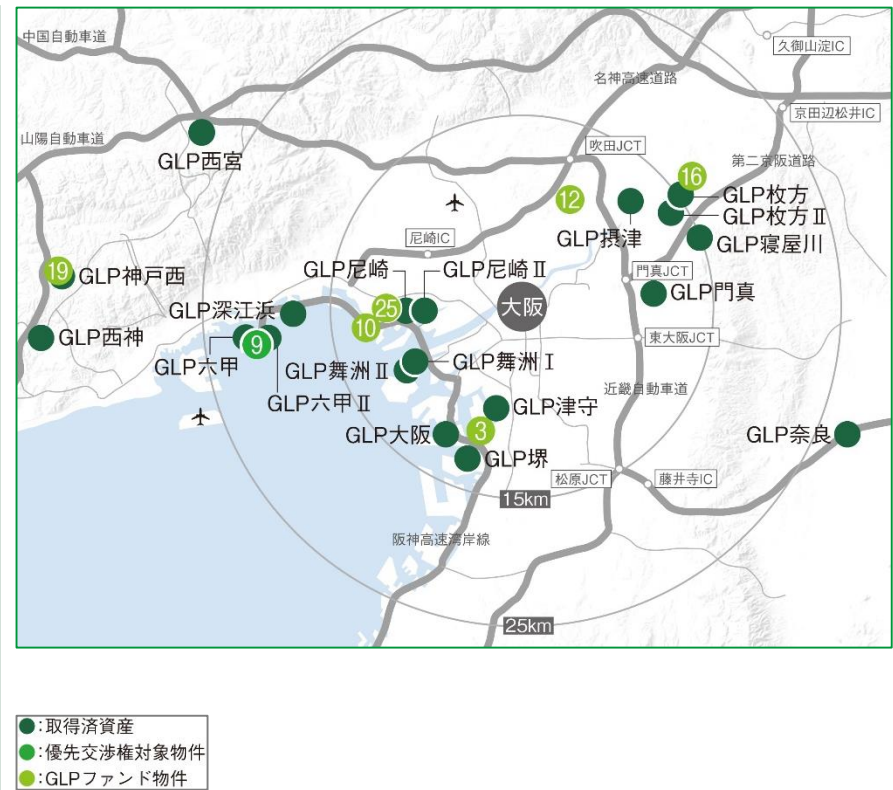 中国自動車道
久御山淀IC
名神高速道路
京田辺松井IC
山陽自動車道
吹田JCT
第二京阪道路
GLP西宮
16
GLP枚方
12
GLP枚方Ⅱ
GLP摂津
尼崎IC
GLP寝屋川
19
GLP神戸西
GLP尼崎
GLP尼崎Ⅱ
門真JCT
GLP門真
GLP深江浜
25
大阪
10
GLP西神
東大阪JCT
9
GLP六甲
GLP舞洲Ⅰ
GLP舞洲Ⅱ
近畿自動車道
GLP六甲Ⅱ
GLP津守
GLP大阪
3
GLP奈良
GLP堺
松原JCT
藤井寺IC
15km
阪神高速湾岸線
25km
:取得済資産
:優先交渉権対象物件
:GLPファンド物件